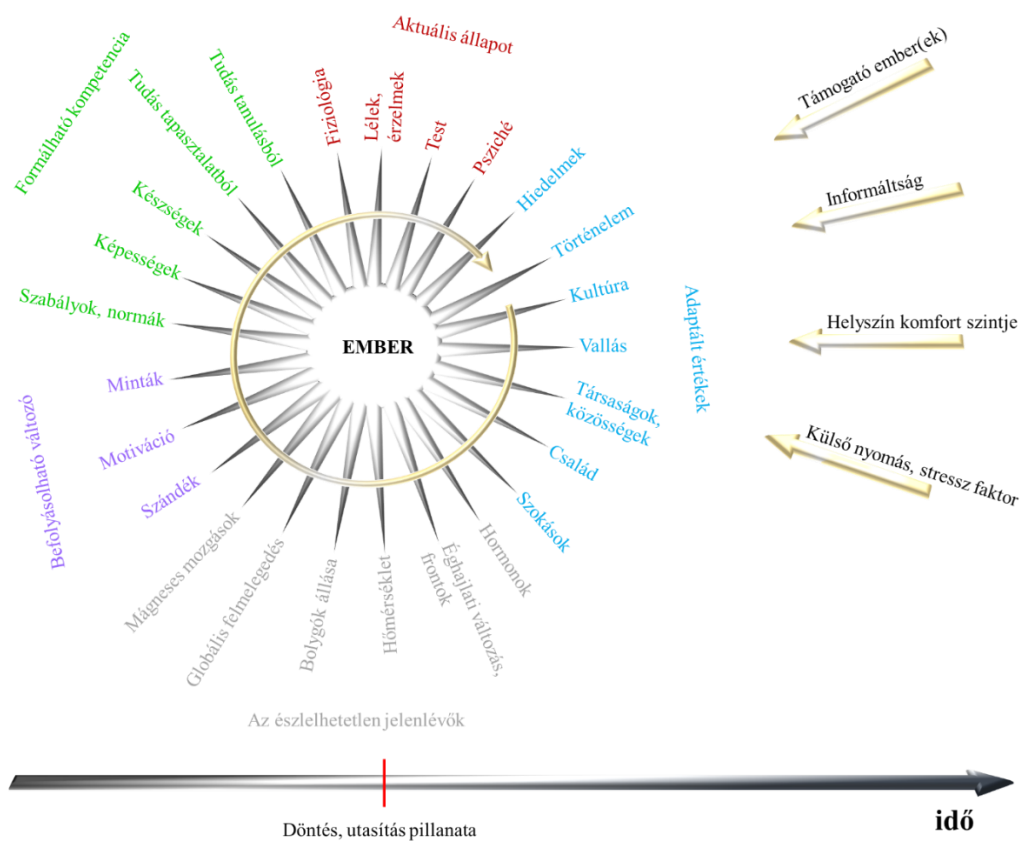 Aktuális állapot
Fiziológia
Lélek,
érzelmek
Test
Psziché
Hiedelmek
Történelem
Kultúra
Vallás
Társaságok,
közösségek
Család
Szokások
Adaptált értékek
Hormonok
Éghajlati változás,
frontok
Hőmérséklet
Bolygók állása
Globális felmelegedés
Mágneses mozgások
Az észlelhetetlen jelenlévők
Szándék
Motiváció
Minták
Befolyásolható változó
Szabályok, normák
Képességek
Készségek
Tudás tapasztalatból
Tudás tanulásból
Formálható kompetencia
EMBER
Támogató ember(ek)
Informáltság
Helyszín komfort szintje
Külső nyomás, stressz faktor
idő
Döntés, utasítás pillanata